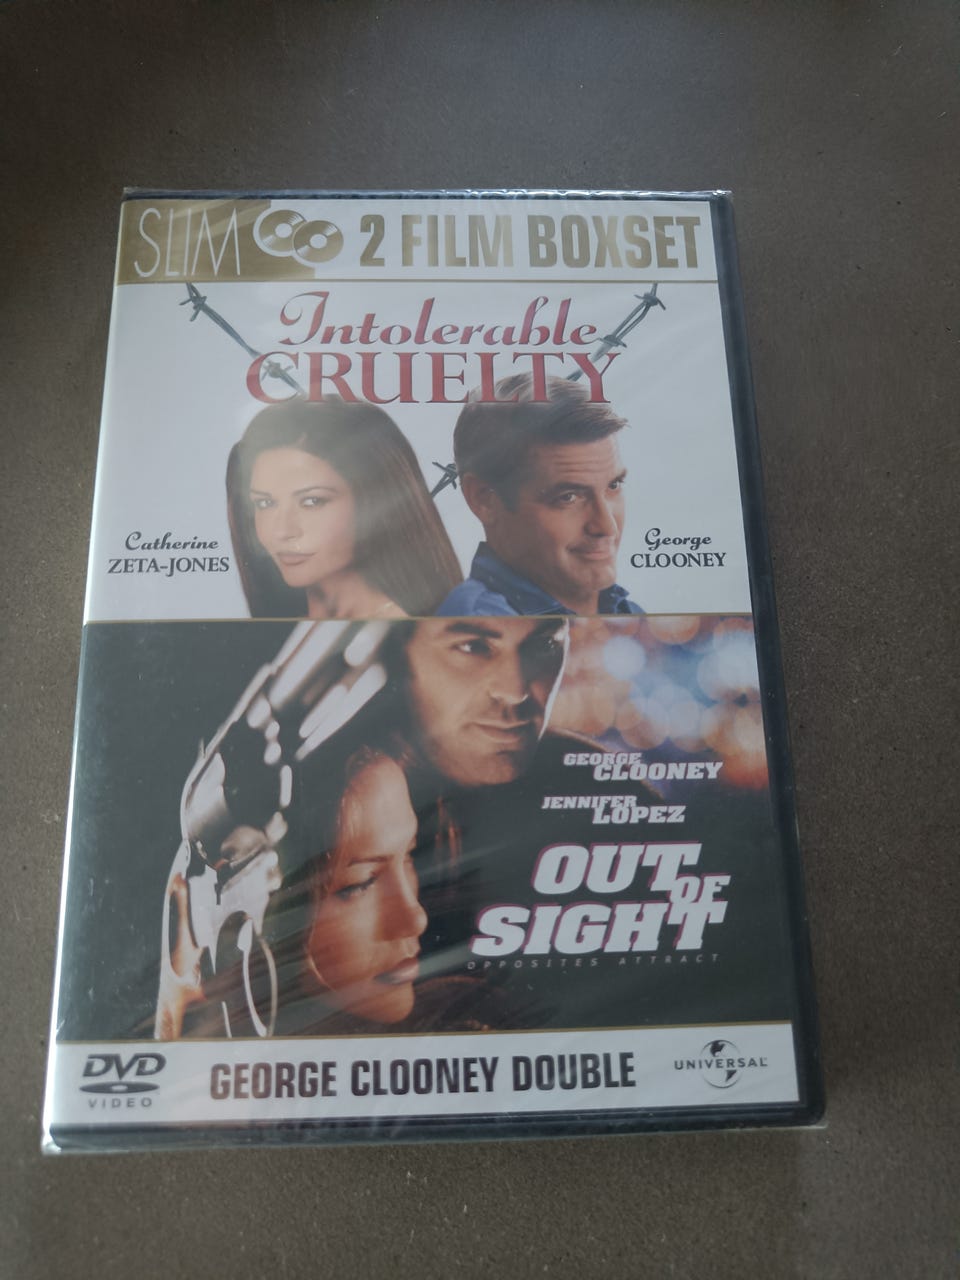 SLIM 2 FILM BOXSET
Intolerable
CRUELTY
Catherine
ZETA-JONES
George
CLOONEY
GEORGE
CLOONEY
JENNIFER
LOPEZ
OUT OF
SIGHT
OPPOSITES ATTRACT
DVD
VIDEO
GEORGE CLOONEY DOUBLE
UNIVERSAL